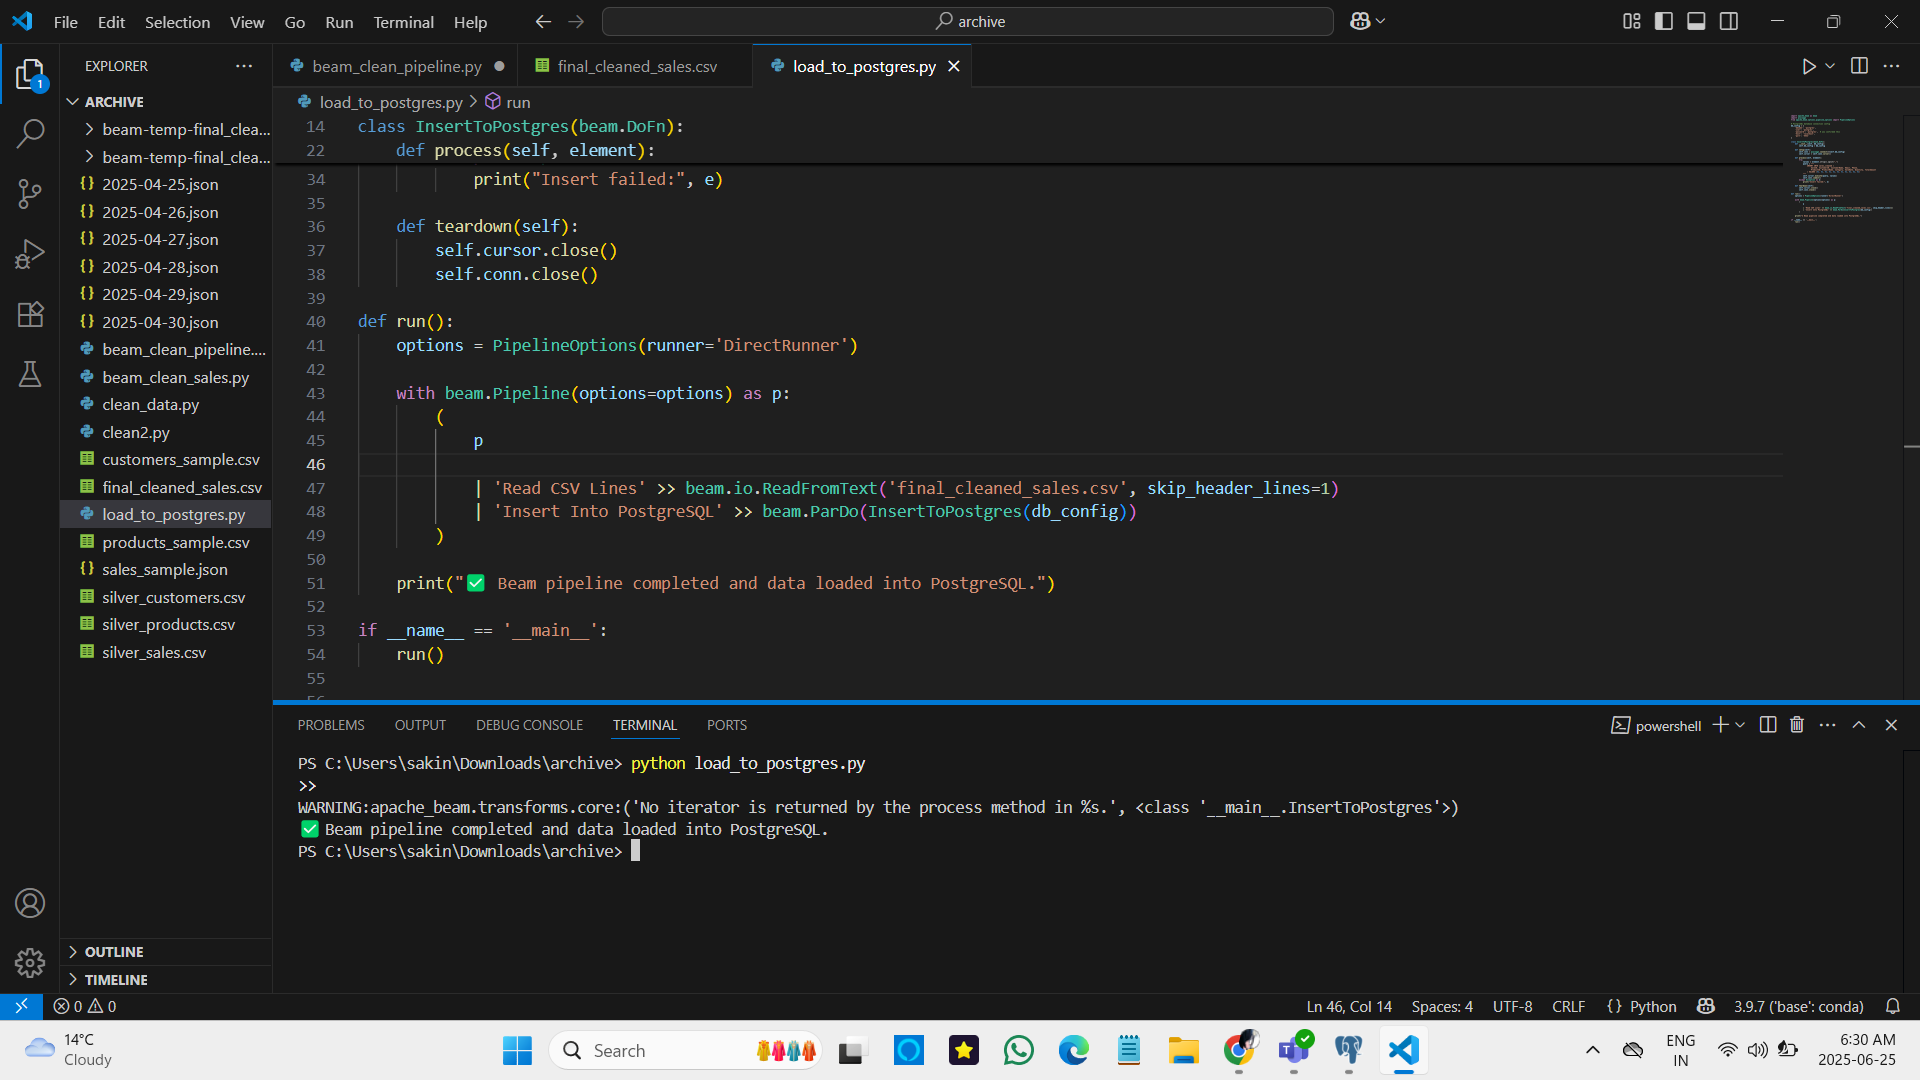 File Edit Selection View Go Run Terminal Help
archive
EXPLORER
1
ARCHIVE
beam-temp-final_clea...
beam-temp-final_clea...
2025-04-25.json
2025-04-26.json
2025-04-27.json
2025-04-28.json
2025-04-29.json
2025-04-30.json
beam_clean_pipeline....
beam_clean_sales.py
clean_data.py
clean2.py
customers_sample.csv
final_cleaned_sales.csv
load_to_postgres.py
products_sample.csv
sales_sample.json
silver_customers.csv
silver_products.csv
silver_sales.csv
OUTLINE
TIMELINE
beam_clean_pipeline.py final_cleaned_sales.csv load_to_postgres.py
load_to_postgres.py > run
14 class InsertToPostgres(beam.DoFn):
22 def process(self, element):
34 print("Insert failed:", e)
35
36 def teardown(self):
37 self.cursor.close()
38 self.conn.close()
39
40 def run():
41 options = PipelineOptions(runner='DirectRunner')
42
43 with beam.Pipeline(options=options) as p:
44 (
45 p
46
47 | 'Read CSV Lines' >> beam.io.ReadFromText('final_cleaned_sales.csv', skip_header_lines=1)
48 | 'Insert Into PostgreSQL' >> beam.ParDo(InsertToPostgres(db_config))
49 )
50
51 print("✅ Beam pipeline completed and data loaded into PostgreSQL.")
52
53 if __name__ == '__main__':
54 run()
55
PROBLEMS OUTPUT DEBUG CONSOLE TERMINAL PORTS
powershell
PS C:\Users\sakin\Downloads\archive> python load_to_postgres.py
>>
WARNING:apache_beam.transforms.core:('No iterator is returned by the process method in %s.', <class '__main__.InsertToPostgres'>)
✅ Beam pipeline completed and data loaded into PostgreSQL.
PS C:\Users\sakin\Downloads\archive>
0 0
Ln 46, Col 14 Spaces: 4 UTF-8 CRLF {} Python 3.9.7 ('base': conda)
14°C
Cloudy
Search
ENG
IN
6:30 AM
2025-06-25